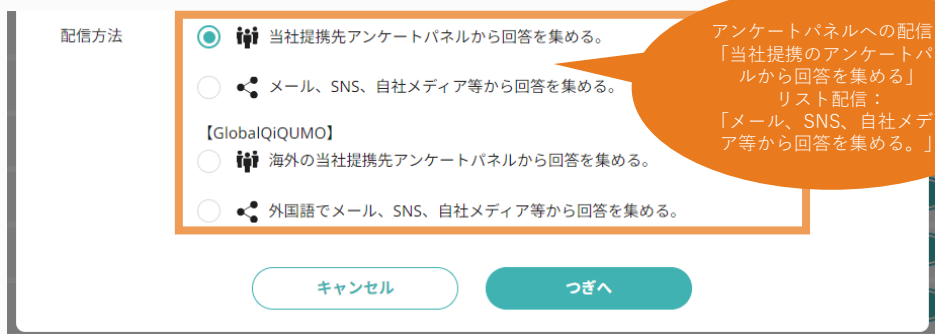 配信方法
当社提携先アンケートパネルから回答を集める。
メール、SNS、自社メディア等から回答を集める。
【GlobalQiQUMO】
海外の当社提携先アンケートパネルから回答を集める。
外国語でメール、SNS、自社メディア等から回答を集める。
キャンセル
つぎへ
アンケートパネルへの配信
「当社提携のアンケートパ
ルから回答を集める」
リスト配信：
「メール、SNS、自社メデ
ア等から回答を集める。」